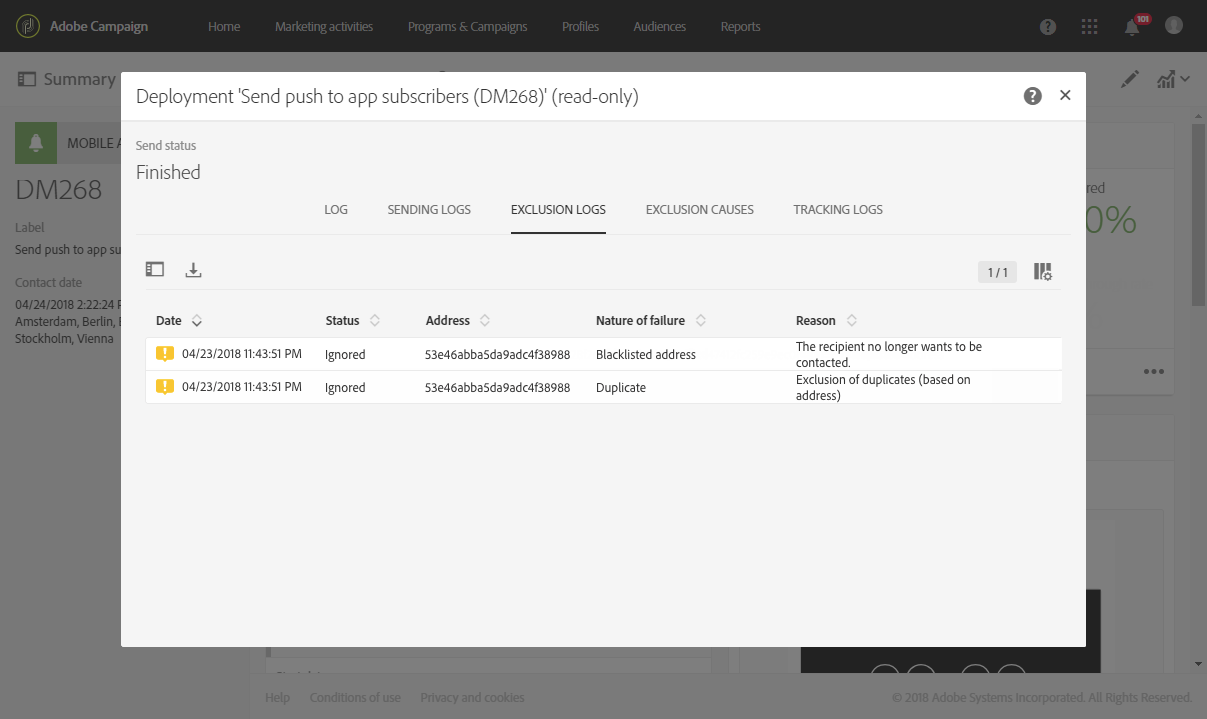 Adobe Campaign
Home
Marketing activities
Programs & Campaigns
Profiles
Audiences
Reports
101
Summary
Deployment 'Send push to app subscribers (DM268)' (read-only)
MOBILE A
DM268
Label
Send push to app su
Contact date
04/24/2018 2:22:24 P
Amsterdam, Berlin, B
Stockholm, Vienna
Send status
Finished
LOG
SENDING LOGS
EXCLUSION LOGS
EXCLUSION CAUSES
TRACKING LOGS
red
0%
1 / 1
Date
Status
Address
Nature of failure
Reason
04/23/2018 11:43:51 PM
Ignored
53e46abba5da9adc4f38988
Blacklisted address
The recipient no longer wants to be
contacted.
04/23/2018 11:43:51 PM
Ignored
53e46abba5da9adc4f38988
Duplicate
Exclusion of duplicates (based on
address)
Help
Conditions of use
Privacy and cookies
© 2018 Adobe Systems Incorporated. All Rights Reserved.